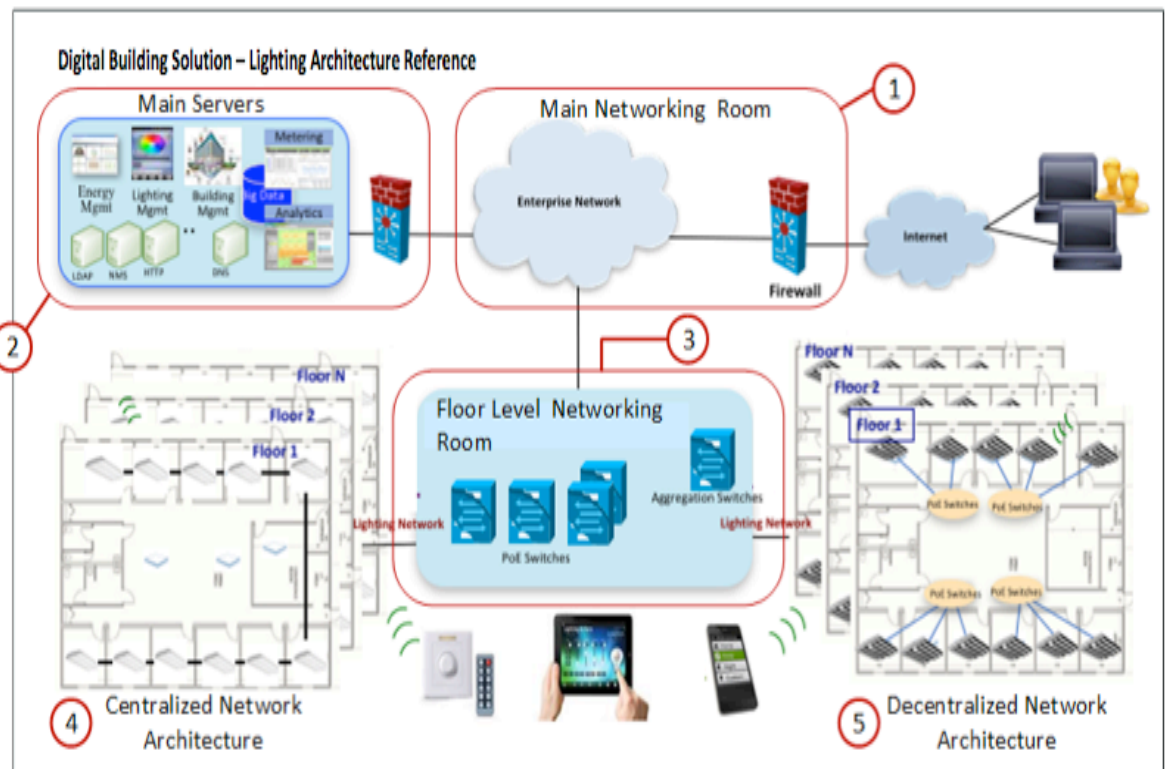 Digital Building Solution – Lighting Architecture Reference
Main Servers
Main Networking Room
1
Metering
Energy
Mgmt
Lighting
Mgmt
Building
Mgmt
Big Data
Analytics
LDAP
NMS
HTTP
..
DNS
Enterprise Network
Firewall
Internet
2
3
Floor N
Floor 2
Floor 1
Floor Level Networking
Room
PoE Switches
Aggregation Switches
Lighting Network
Lighting Network
Floor N
Floor 2
Floor 1
PoE Switches
PoE Switches
PoE Switches
PoE Switches
4
Centralized Network
Architecture
5
Decentralized Network
Architecture